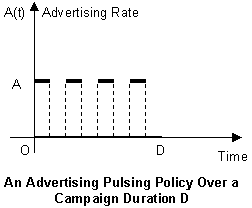 A(t) Advertising Rate
A
O D
Time
An Advertising Pulsing Policy Over a
Campaign Duration D